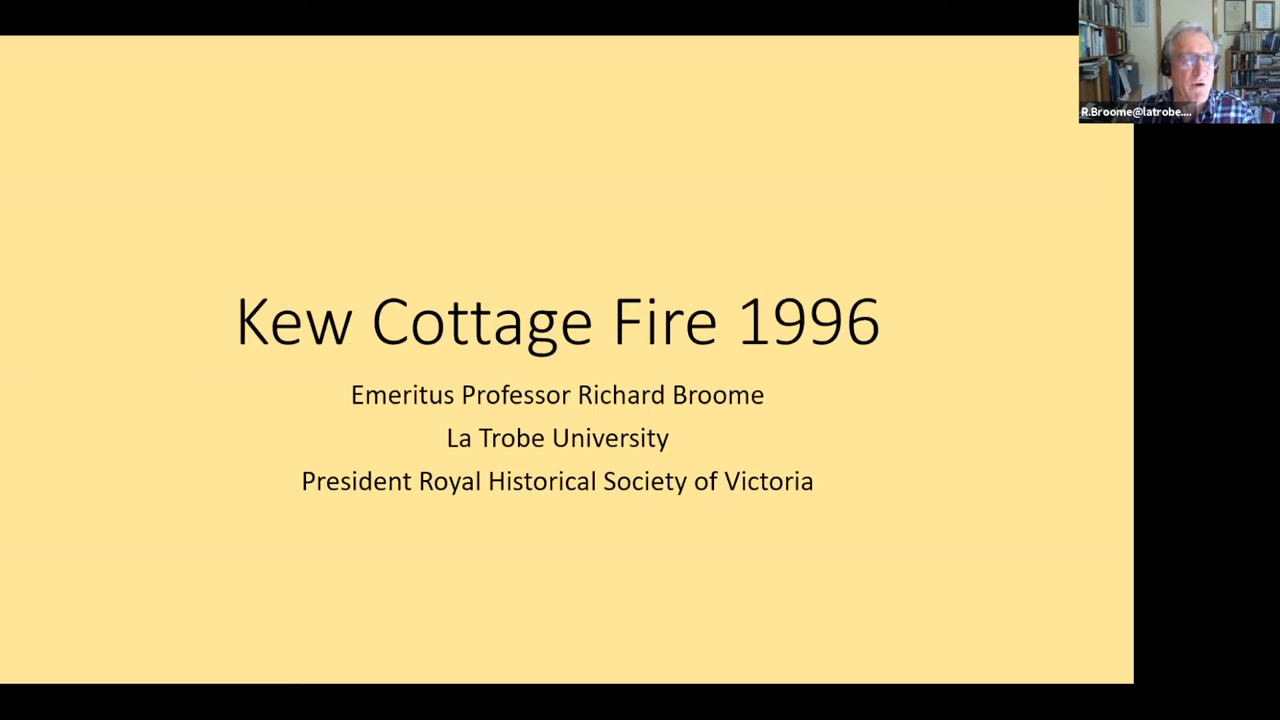 R.Broome@latrobe....
Kew Cottage Fire 1996
Emeritus Professor Richard Broome
La Trobe University
President Royal Historical Society of Victoria